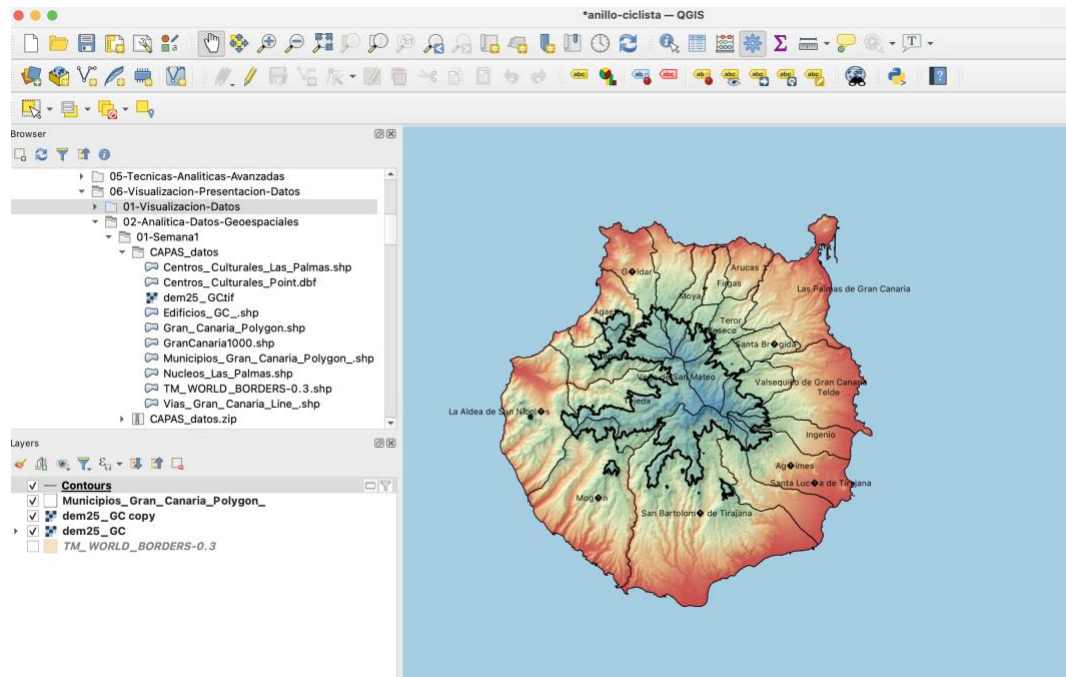 *anillo-ciclista — QGIS
Browser
05-Tecnicas-Analiticas-Avanzadas
06-Visualizacion-Presentacion-Datos
01-Visualizacion-Datos
02-Analitica-Datos-Geoespaciales
01-Semana1
CAPAS_datos
Centros_Culturales_Las_Palmas.shp
Centros_Culturales_Point.dbf
dem25_GC.tif
Edificios_GC_.shp
Gran_Canaria_Polygon.shp
GranCanaria1000.shp
Municipios_Gran_Canaria_Polygon_.shp
Nucleos_Las_Palmas.shp
TM_WORLD_BORDERS-0.3.shp
Vias_Gran_Canaria_Line_.shp
CAPAS_datos.zip
Layers
Contours
Municipios_Gran_Canaria_Polygon_
dem25_GC copy
dem25_GC
TM_WORLD_BORDERS-0.3
G�ldar
Arucas
Firgas
Moya
Las Palmas de Gran Canaria
Teror
Santa Br�gida
Vega de San Mateo
Valsequillo de Gran Canaria
Telde
Tejeda
La Aldea de San Nicol�s
Ingenio
Ag�imes
Santa Luc�a de Tirajana
Mog�n
San Bartolom� de Tirajana